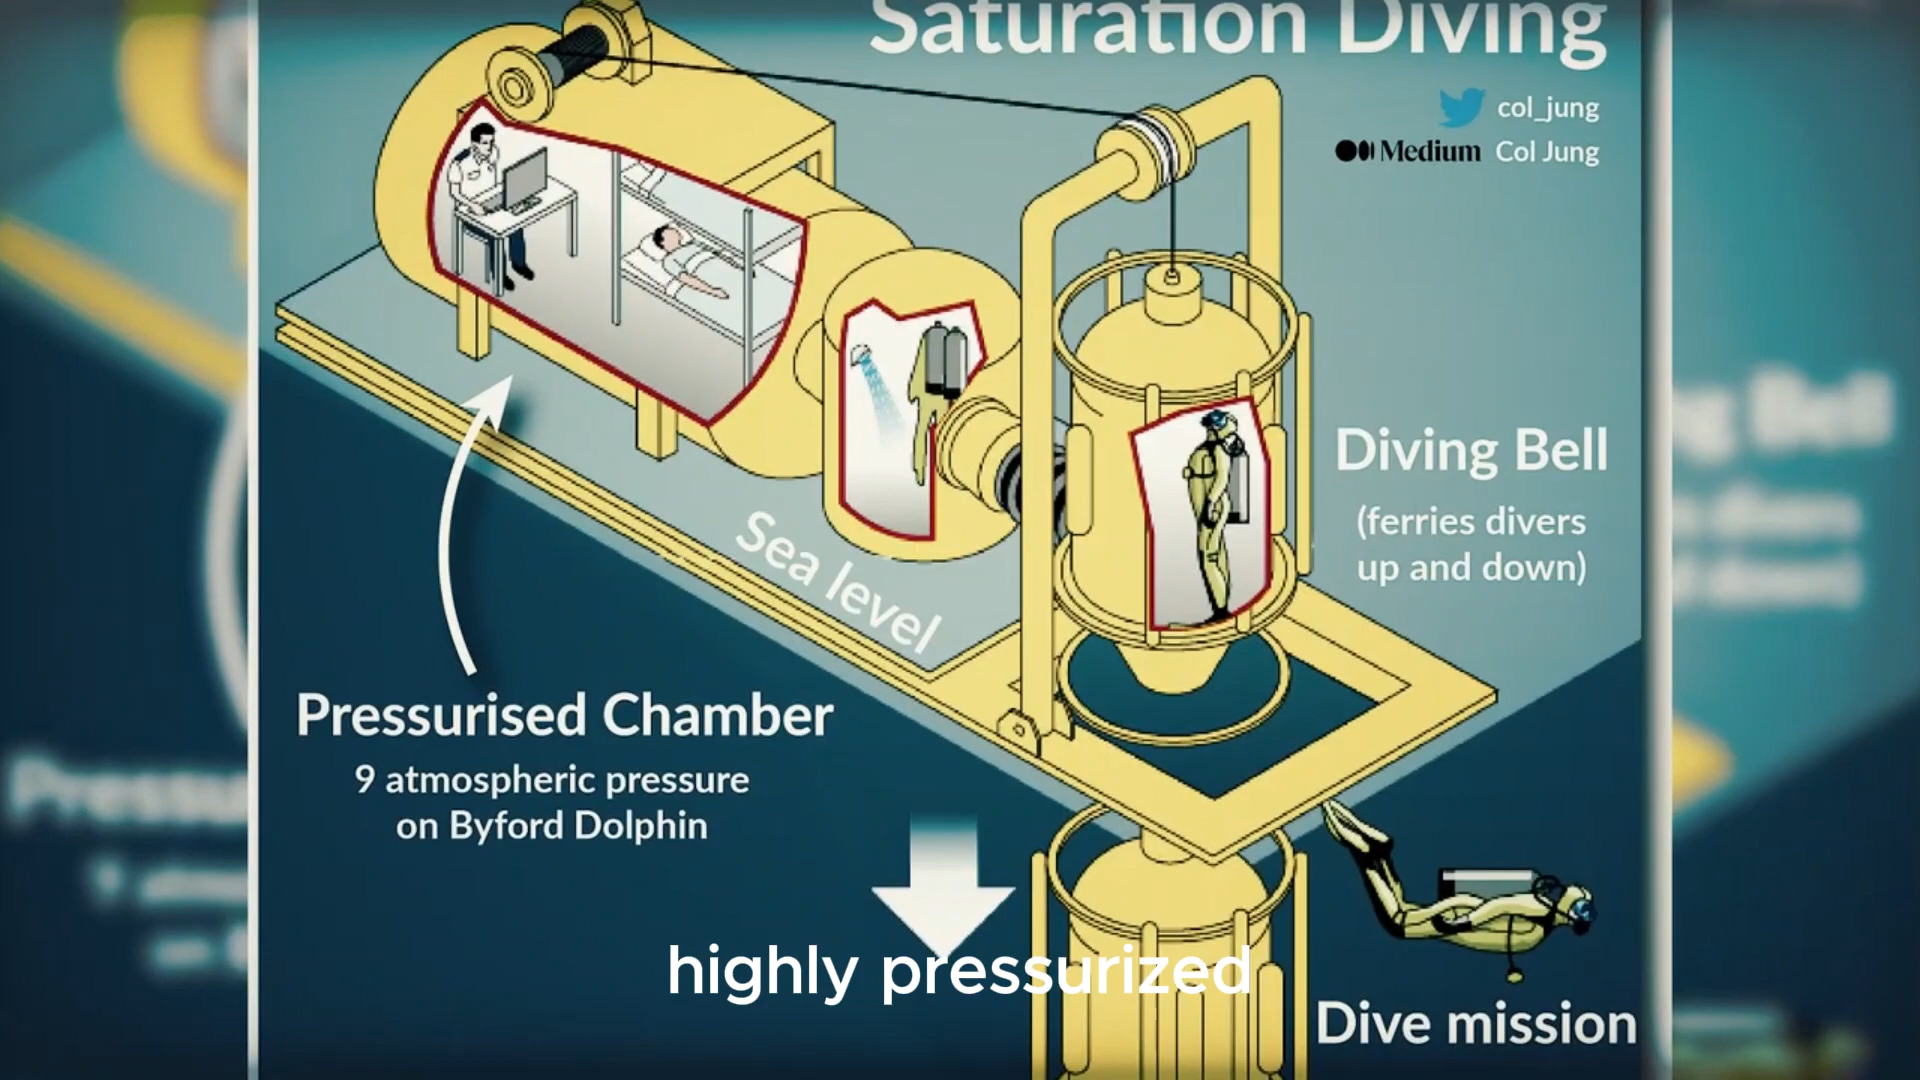 Saturation Diving
col_jung
Medium Col Jung
Diving Bell
(ferries divers
up and down)
Sea level
Pressurised Chamber
9 atmospheric pressure
on Byford Dolphin
highly pressurized
Dive mission